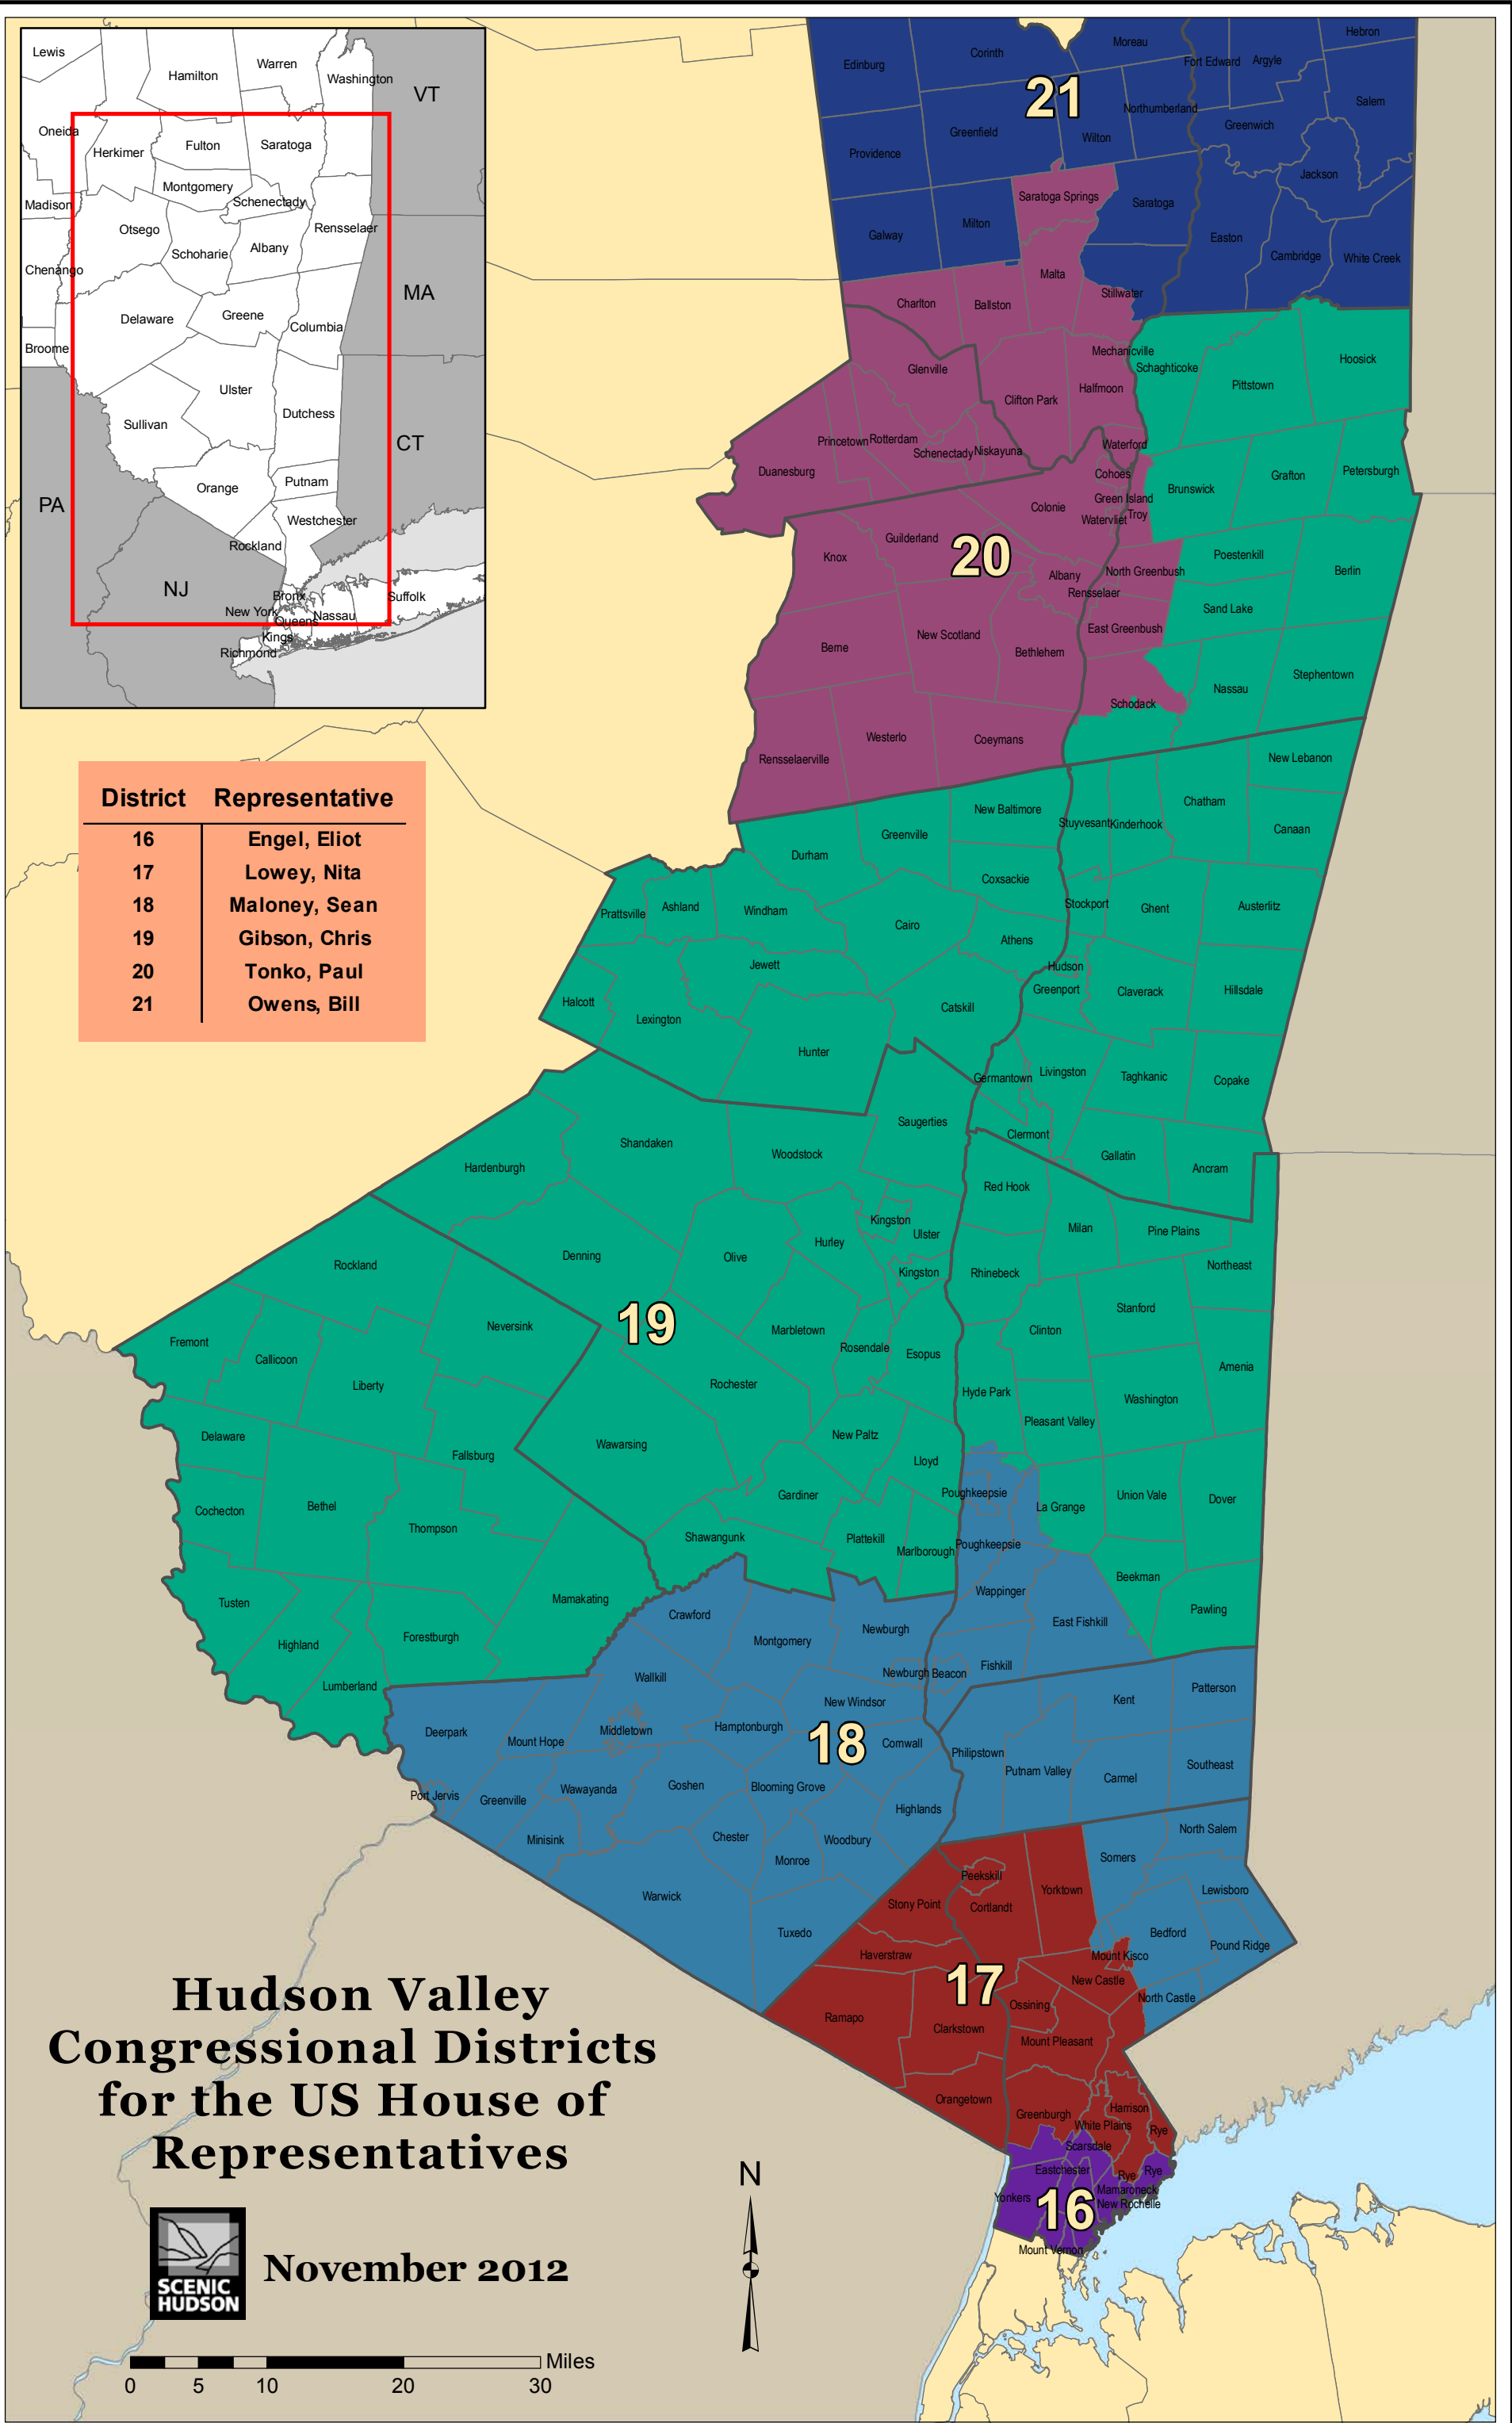 Lewis
Hamilton
Warren
Washington
VT
Oneida
Herkimer
Fulton
Saratoga
Montgomery
Schenectady
Madison
Otsego
Schoharie
Albany
Rensselaer
Chenango
MA
Delaware
Greene
Columbia
Broome
Ulster
Sullivan
Dutchess
CT
Orange
Putnam
PA
Westchester
Rockland
NJ
Bronx
New York
Queens
Nassau
Suffolk
Kings
Richmond
Hebron
Moreau
Corinth
Edinburg
Fort Edward
Argyle
21
Salem
Northumberland
Greenwich
Greenfield
Wilton
Providence
Jackson
Saratoga Springs
Saratoga
Milton
Galway
Easton
Cambridge
White Creek
Malta
Stillwater
Charlton
Ballston
Mechanicville
Schaghticoke
Hoosick
Glenville
Pittstown
Halfmoon
Clifton Park
Princetown
Rotterdam
Waterford
Schenectady
Niskayuna
Duanesburg
Cohoes
Petersburgh
Grafton
Brunswick
Green Island
Colonie
Troy
Watervliet
Guilderland
20
Knox
Poestenkill
Berlin
Albany
North Greenbush
Rensselaer
Sand Lake
East Greenbush
New Scotland
Berne
Bethlehem
Stephentown
Nassau
Schodack
Westerlo
Coeymans
Rensselaerville
New Lebanon
Chatham
New Baltimore
Stuyvesant
Kinderhook
Canaan
Greenville
Durham
Coxsackie
Stockport
Ghent
Austerlitz
Prattsville
Ashland
Windham
Cairo
Athens
Jewett
Hudson
Greenport
Claverack
Hillsdale
Halcott
Lexington
Catskill
Hunter
Germantown
Livingston
Taghkanic
Copake
Saugerties
Clermont
Shandaken
Woodstock
Gallatin
Ancram
Hardenburgh
Red Hook
Kingston
Milan
Pine Plains
Hurley
Ulster
Denning
Olive
Rockland
Kingston
Rhinebeck
Northeast
Stanford
19
Neversink
Marbletown
Clinton
Fremont
Rosendale
Esopus
Callicoon
Amenia
Liberty
Rochester
Hyde Park
Washington
Pleasant Valley
Delaware
Wawarsing
New Paltz
Fallsburg
Lloyd
Poughkeepsie
Gardiner
Union Vale
Dover
Bethel
La Grange
Cochecton
Thompson
Shawangunk
Plattekill
Marlborough
Poughkeepsie
Beekman
Wappinger
Mamakating
Tusten
Pawling
Crawford
East Fishkill
Newburgh
Forestburgh
Montgomery
Highland
Fishkill
Newburgh
Beacon
Wallkill
Lumberland
Patterson
Kent
New Windsor
Hamptonburgh
Middletown
Deerpark
Mount Hope
18
Cornwall
Philipstown
Southeast
Putnam Valley
Carmel
Goshen
Blooming Grove
Wawayanda
Port Jervis
Greenville
Highlands
North Salem
Chester
Minisink
Woodbury
Somers
Monroe
Peekskill
Yorktown
Lewisboro
Warwick
Stony Point
Cortlandt
Tuxedo
Bedford
Pound Ridge
Haverstraw
Mount Kisco
17
New Castle
North Castle
Ossining
Ramapo
Clarkstown
Mount Pleasant
Orangetown
Harrison
Greenburgh
White Plains
Rye
Scarsdale
Eastchester
Rye
Rye
Mamaroneck
Yonkers
New Rochelle
16
Mount Vernon
District Representative
16 Engel, Eliot
17 Lowey, Nita
18 Maloney, Sean
19 Gibson, Chris
20 Tonko, Paul
21 Owens, Bill
Hudson Valley
Congressional Districts
for the US House of
Representatives
SCENIC
HUDSON
November 2012
N
Miles
0 5 10 20 30